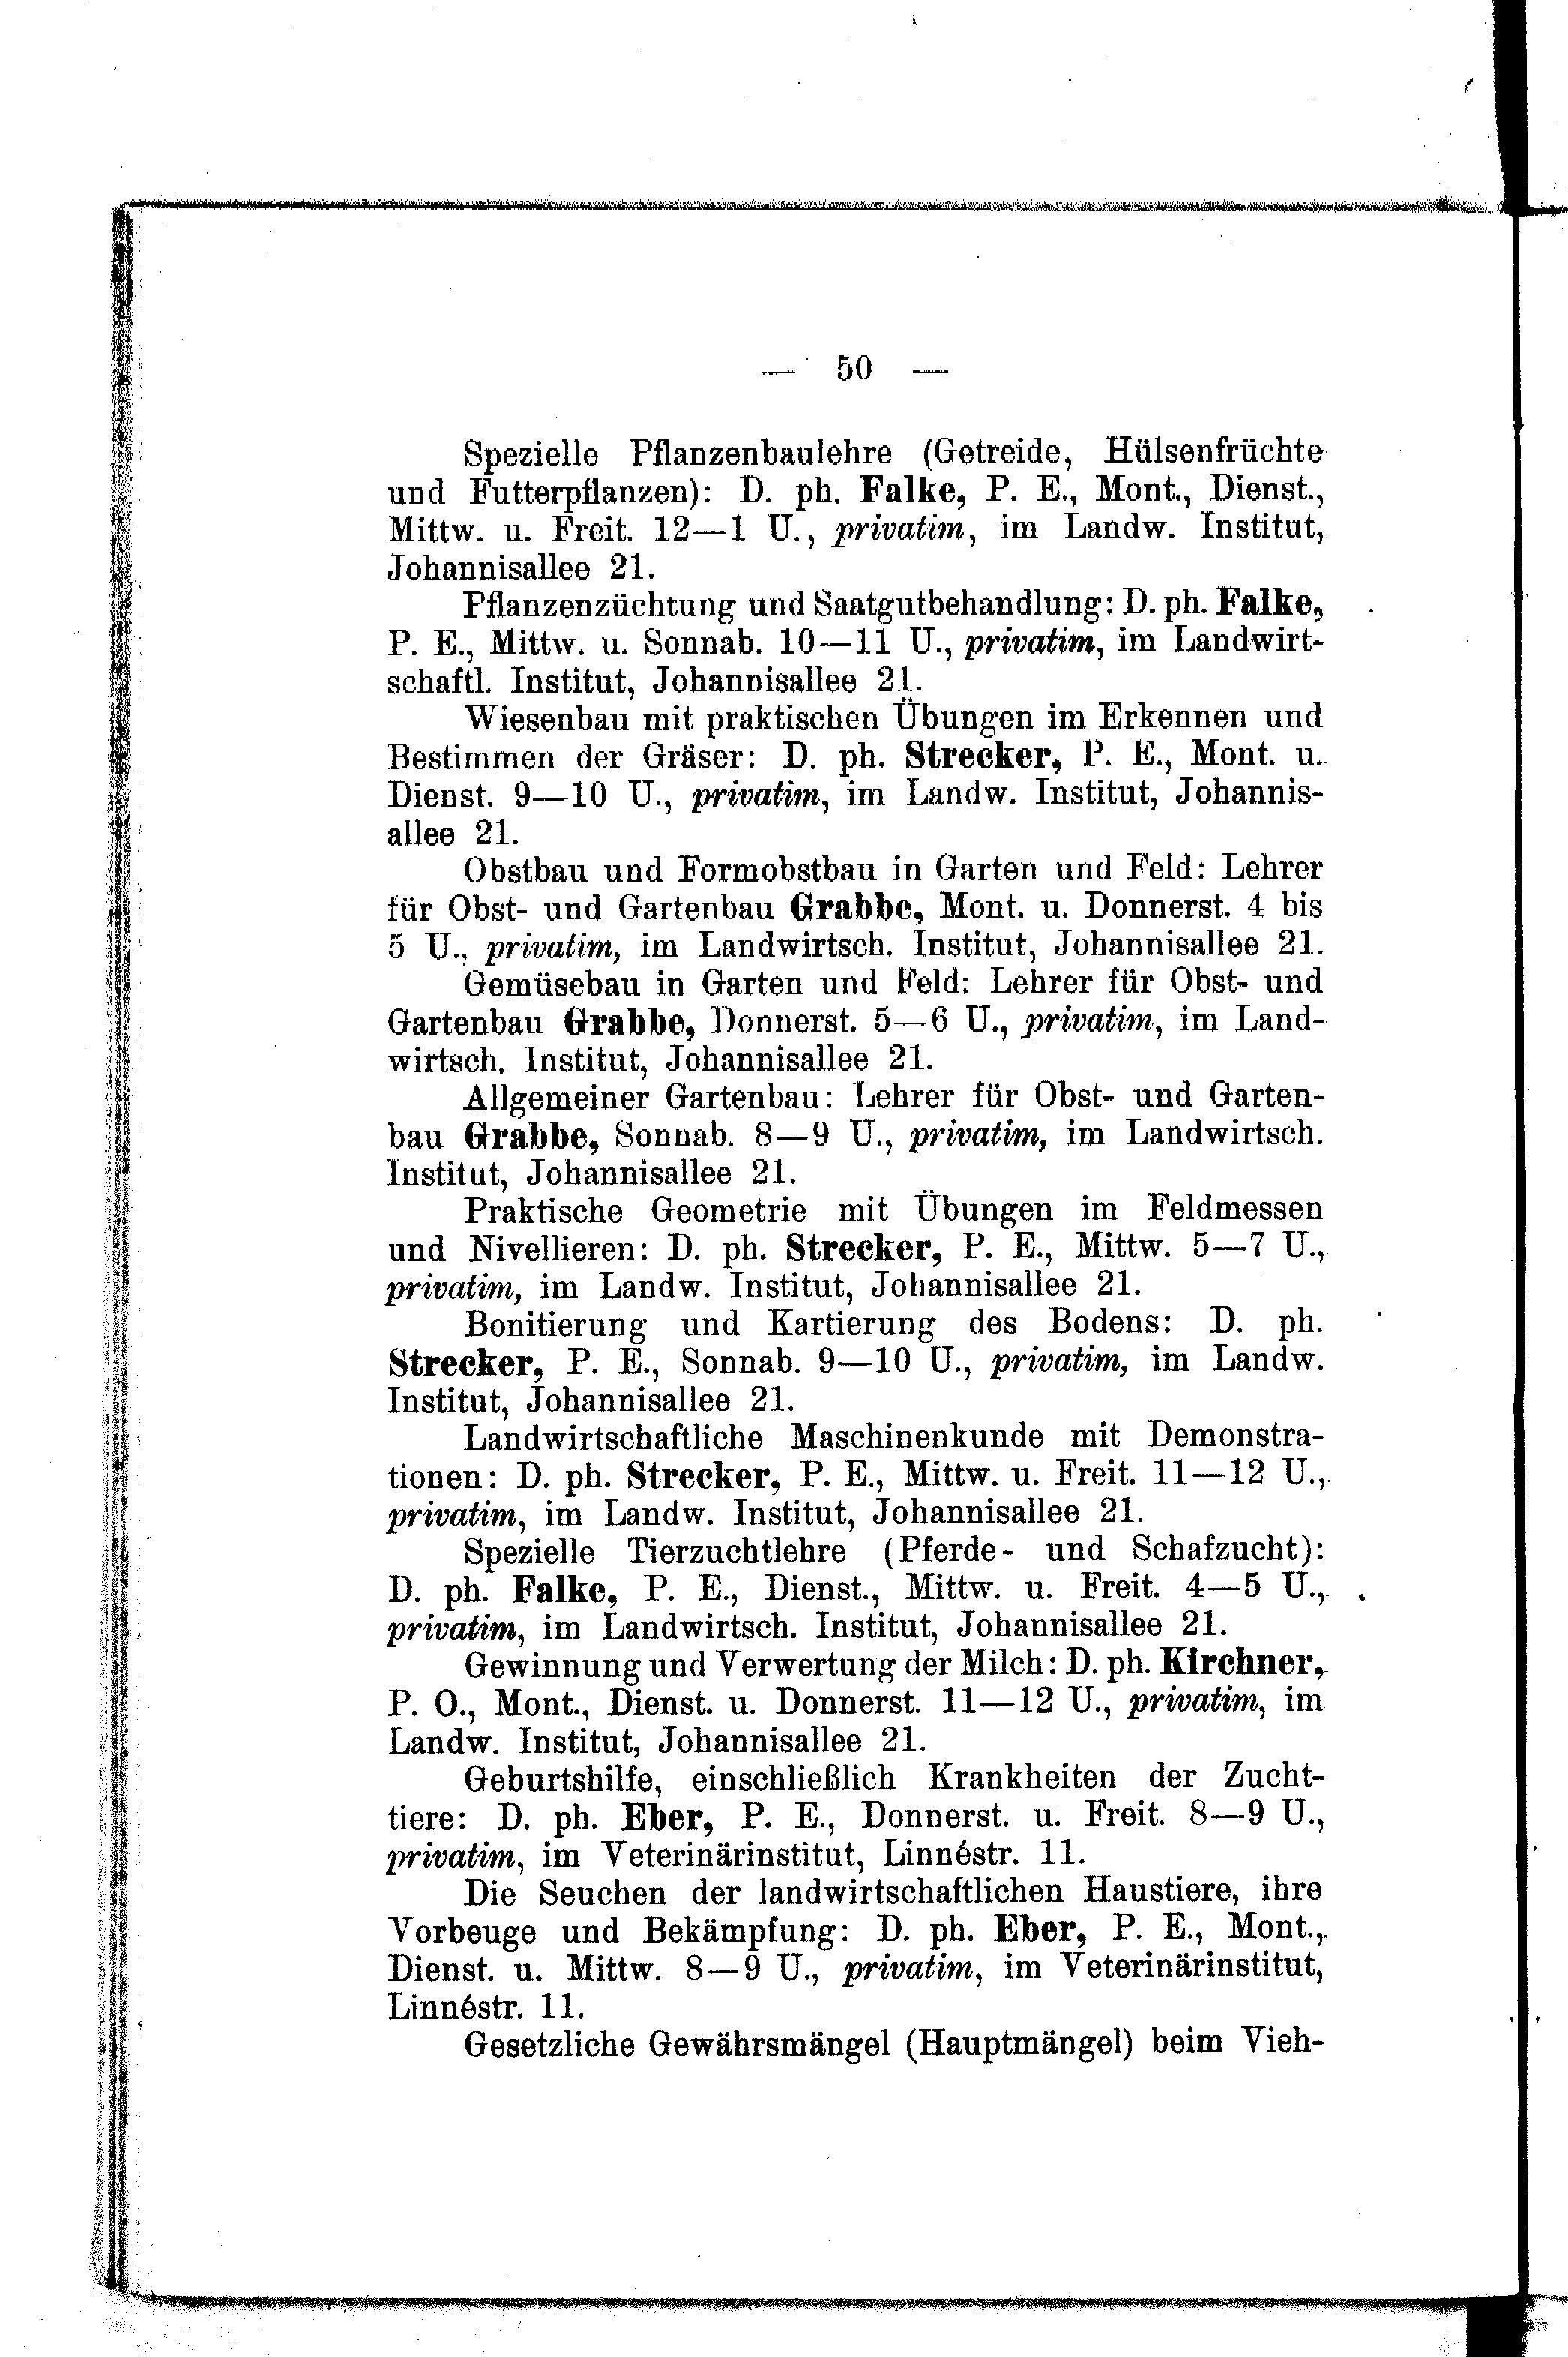 — 50 —
Spezielle Pflanzenbaulehre (Getreide, Hülsenfrüchte
und Futterpflanzen): D. ph. Falke, P. E., Mont., Dienst.,
Mittw. u. Freit. 12—1 U., privatim, im Landw. Institut,
Johannisallee 21.
Pflanzenzüchtung und Saatgutbehandlung: D. ph. Falke,
P. E., Mittw. u. Sonnab. 10—11 U., privatim, im Landwirt-
schaftl. Institut, Johannisallee 21.
Wiesenbau mit praktischen Übungen im Erkennen und
Bestimmen der Gräser: D. ph. Strecker, P. E., Mont. u.
Dienst. 9—10 U., privatim, im Landw. Institut, Johannis-
allee 21.
Obstbau und Formobstbau in Garten und Feld: Lehrer
für Obst- und Gartenbau Grabbe, Mont. u. Donnerst. 4 bis
5 U., privatim, im Landwirtsch. Institut, Johannisallee 21.
Gemüsebau in Garten und Feld: Lehrer für Obst- und
Gartenbau Grabbe, Donnerst. 5—6 U., privatim, im Land-
wirtsch. Institut, Johannisallee 21.
Allgemeiner Gartenbau: Lehrer für Obst- und Garten-
bau Grabbe, Sonnab. 8—9 U., privatim, im Landwirtsch.
Institut, Johannisallee 21.
Praktische Geometrie mit Übungen im Feldmessen
und Nivellieren: D. ph. Strecker, P. E., Mittw. 5—7 U.,
privatim, im Landw. Institut, Johannisallee 21.
Bonitierung und Kartierung des Bodens: D. ph.
Strecker, P. E., Sonnab. 9—10 U., privatim, im Landw.
Institut, Johannisallee 21.
Landwirtschaftliche Maschinenkunde mit Demonstra-
tionen: D. ph. Strecker, P. E., Mittw. u. Freit. 11—12 U.,
privatim, im Landw. Institut, Johannisallee 21.
Spezielle Tierzuchtlehre (Pferde- und Schafzucht):
D. ph. Falke, P. E., Dienst., Mittw. u. Freit. 4—5 U.,
privatim, im Landwirtsch. Institut, Johannisallee 21.
Gewinnung und Verwertung der Milch: D. ph. Kirchner,
P. O., Mont., Dienst. u. Donnerst. 11—12 U., privatim, im
Landw. Institut, Johannisallee 21.
Geburtshilfe, einschließlich Krankheiten der Zucht-
tiere: D. ph. Eber, P. E., Donnerst. u. Freit. 8—9 U.,
privatim, im Veterinärinstitut, Linnéstr. 11.
Die Seuchen der landwirtschaftlichen Haustiere, ihre
Vorbeuge und Bekämpfung: D. ph. Eber, P. E., Mont.,
Dienst. u. Mittw. 8—9 U., privatim, im Veterinärinstitut,
Linnéstr. 11.
Gesetzliche Gewährsmängel (Hauptmängel) beim Vieh-